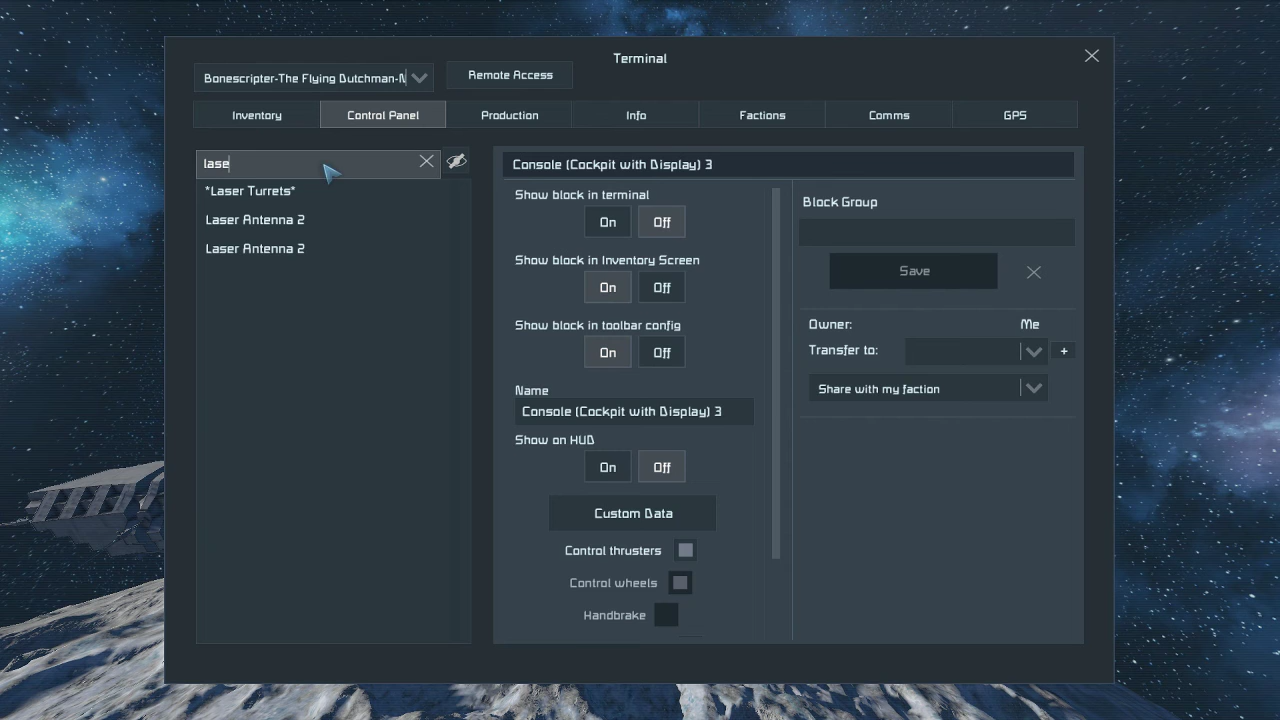 Terminal
Bonescripter-The Flying Dutchman-N
Remote Access
Inventory
Control Panel
Production
Info
Factions
Comms
GPS
lase
*Laser Turrets*
Laser Antenna 2
Laser Antenna 2
Console (Cockpit with Display) 3
Show block in terminal
On
Off
Show block in Inventory Screen
On
Off
Show block in toolbar config
On
Off
Name
Console (Cockpit with Display) 3
Show on HUD
On
Off
Custom Data
Control thrusters
Control wheels
Handbrake
Block Group
Save
Owner: Me
Transfer to:
+
Share with my faction